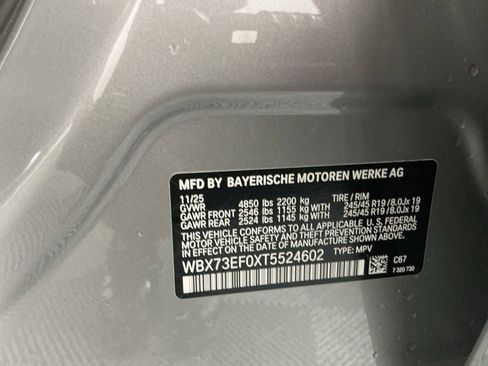 MFD BY BAYERISCHE MOTOREN WERKE AG
11/25 TIRE / RIM
GVWR 4850 lbs 2200 kg
GAWR FRONT 2546 lbs 1155 kg WITH 245/45 R19 / 8.0Jx 19
GAWR REAR 2524 lbs 1145 kg WITH 245/45 R19 / 8.0Jx 19
THIS VEHICLE CONFORMS TO ALL APPLICABLE U.S. FEDERAL
MOTOR VEHICLE SAFETY, BUMPER, AND THEFT PREVENTION
STANDARDS IN EFFECT ON THE DATE OF MANUFACTURE SHOWN ABOVE.
WBX73EF0XT5524602 TYPE: MPV
C67
7 320 730